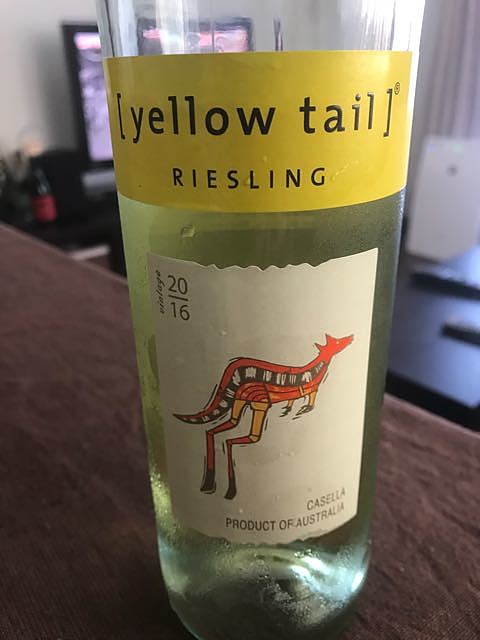 [ yellow tail ]®
RIESLING
vintage
20
16
CASELLA
PRODUCT OF AUSTRALIA